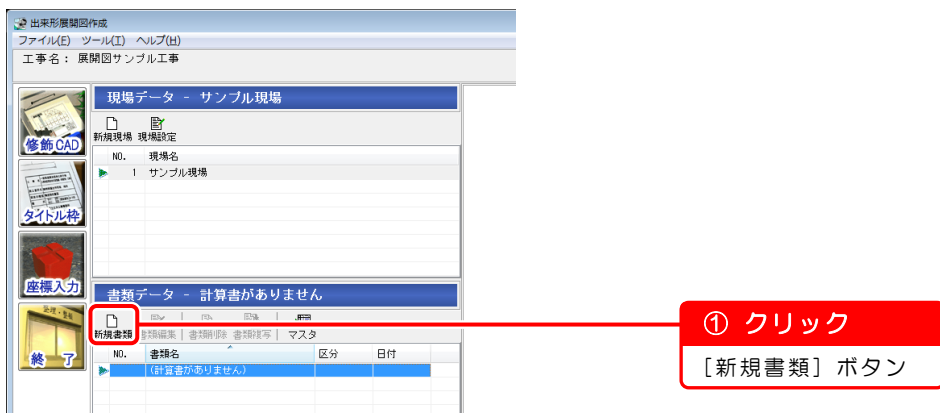 出来形展開図作成
ファイル(F) ツール(T) ヘルプ(H)
工事名： 展開図サンプル工事
現場データ － サンプル現場
新規現場 現場設定
NO. 現場名
1 サンプル現場
修飾CAD
タイトル枠
座標入力
終 了
書類データ － 計算書がありません
新規書類 書類編集 書類削除 書類複写 マスタ
NO. 書類名 区分 日付
(計算書がありません)
① クリック
［新規書類］ボタン